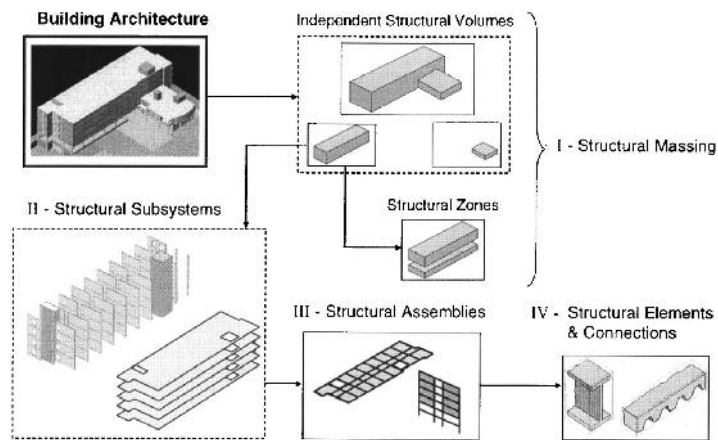 Building Architecture
Independent Structural Volumes
I - Structural Massing
II - Structural Subsystems
Structural Zones
III - Structural Assemblies
IV - Structural Elements
& Connections